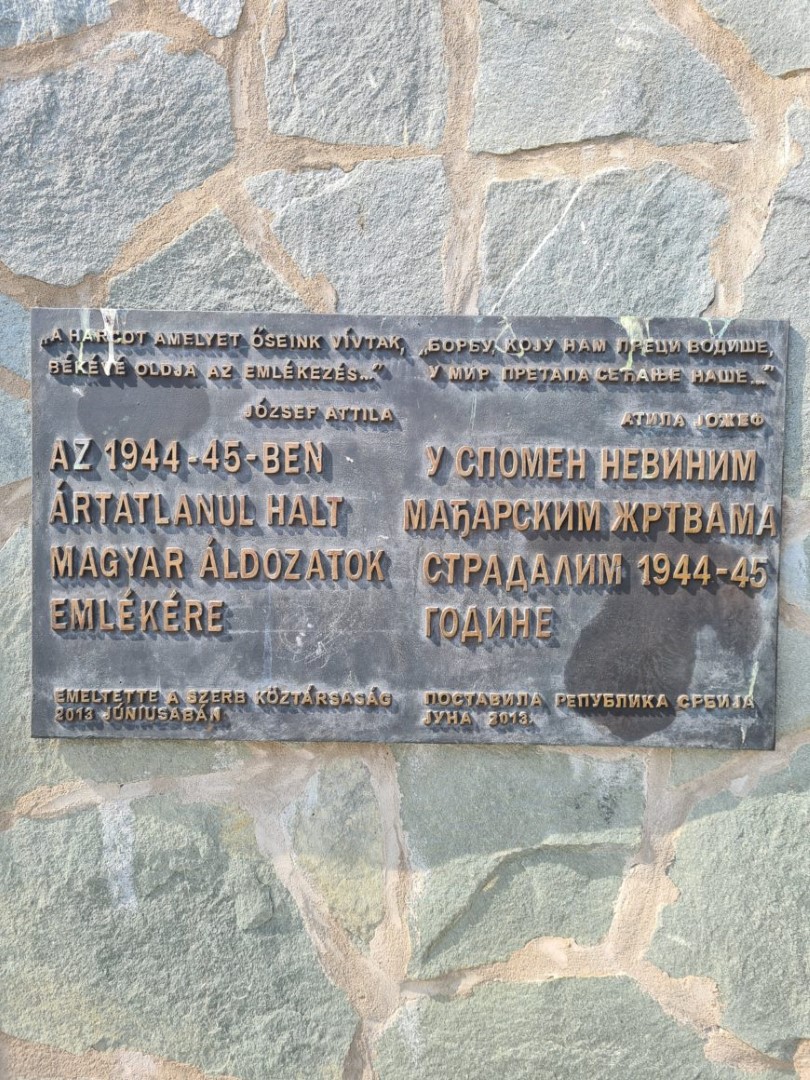 „A HARCOT AMELYET ŐSEINK VÍVTAK,
BÉKÉVÉ OLDJA AZ EMLÉKEZÉS..."
JÓZSEF ATTILA
AZ 1944-45-BEN
ÁRTATLANUL HALT
MAGYAR ÁLDOZATOK
EMLÉKÉRE
EMELTETTE A SZERB KÖZTÁRSASÁG
2013 JÚNIUSÁBÁN
„БОРБУ, КОЈУ НАМ ПРЕЦИ ВОДИШЕ,
У МИР ПРЕТАПА СЕЋАЊЕ НАШЕ..."
АТИЛА ЈОЖЕФ
У СПОМЕН НЕВИНИМ
МАЂАРСКИМ ЖРТВАМА
СТРАДАЛИМ 1944-45
ГОДИНЕ
ПОСТАВИЛА РЕПУБЛИКА СРБИЈА
ЈУНА 2013.